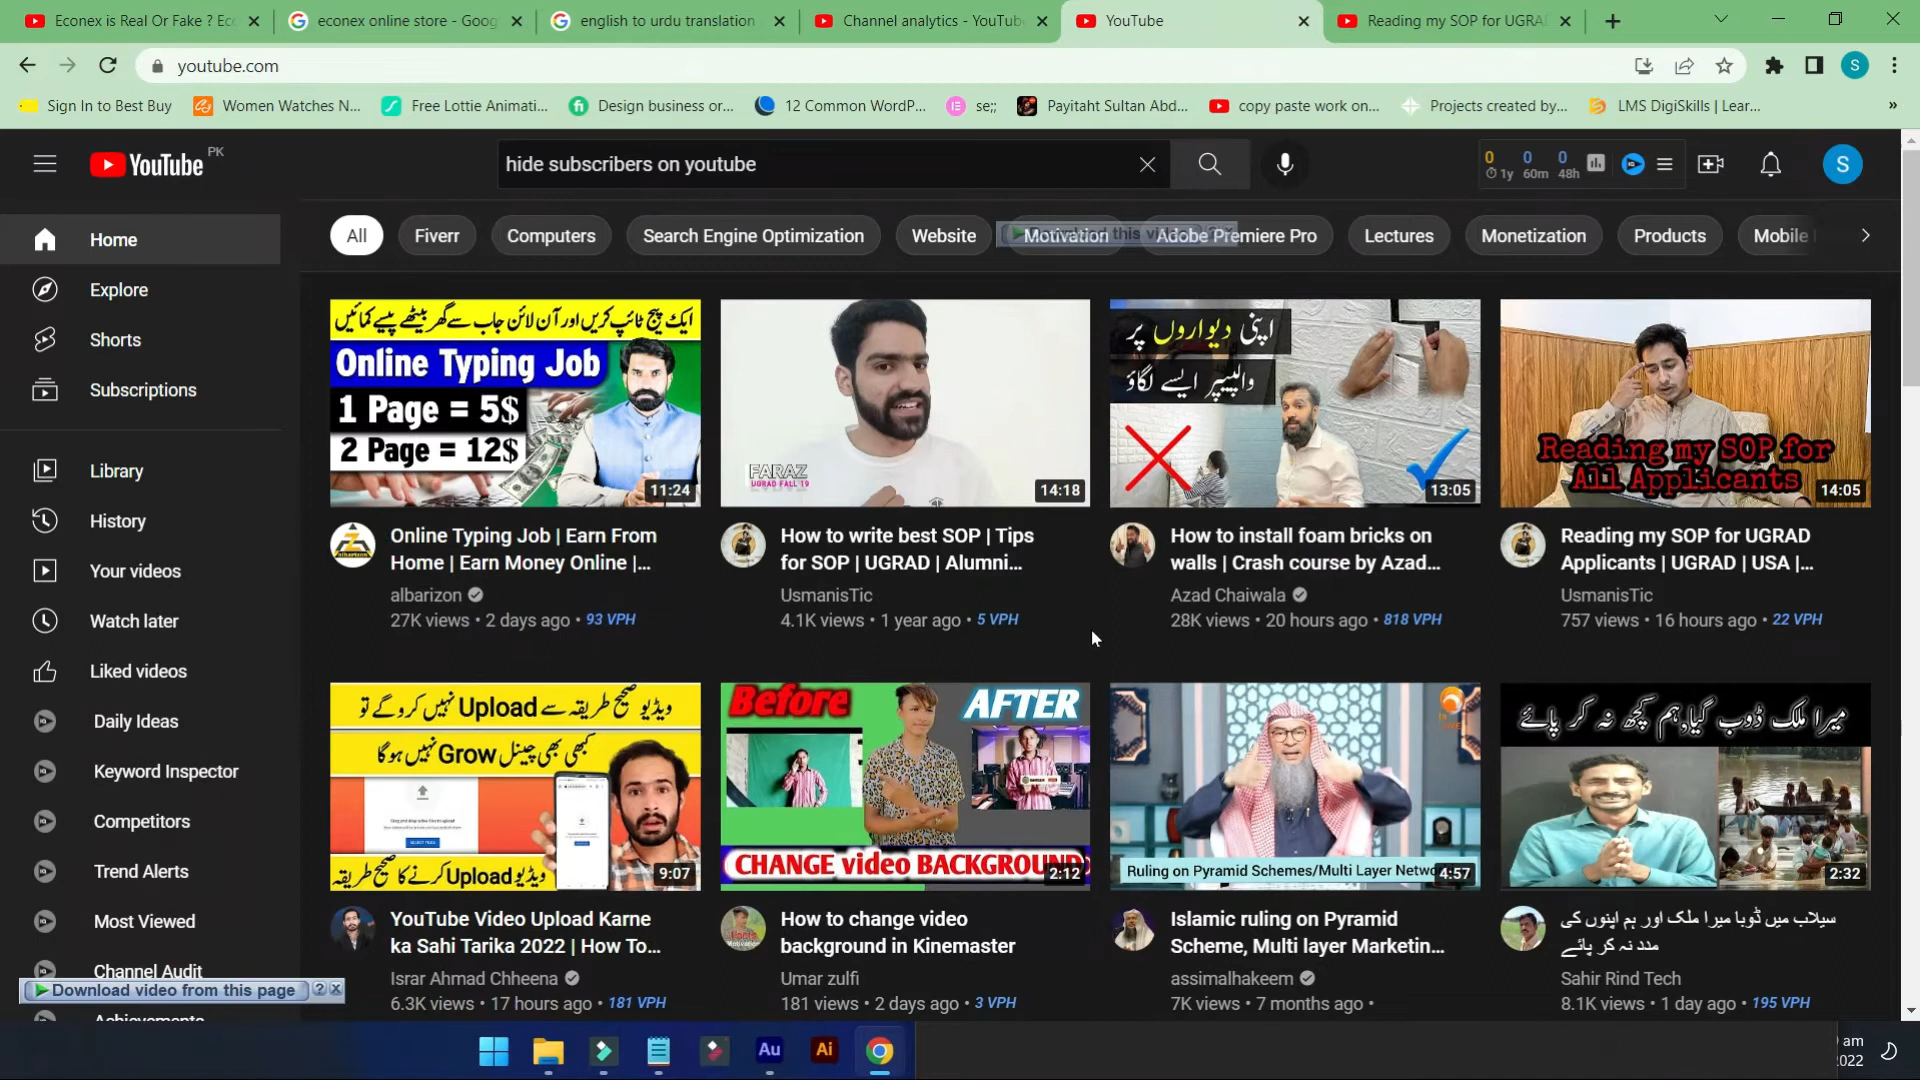 Econex is Real Or Fake ? Ec
econex online store - Goog
english to urdu translation
Channel analytics - YouTub
YouTube
Reading my SOP for UGRA
youtube.com
S
Sign In to Best Buy
Women Watches N...
Free Lottie Animati...
Design business or...
12 Common WordP...
se;;
Payitaht Sultan Abd...
copy paste work on...
Projects created by...
LMS DigiSkills | Lear...
YouTube PK
hide subscribers on youtube
0 0 0
1y 60m 48h
S
Home
Explore
Shorts
Subscriptions
Library
History
Your videos
Watch later
Liked videos
Daily Ideas
Keyword Inspector
Competitors
Trend Alerts
Most Viewed
Channel Audit
Achievements
Download video from this page
All
Fiverr
Computers
Search Engine Optimization
Website
Motivation
Adobe Premiere Pro
Lectures
Monetization
Products
Mobile
ایک پیج ٹائپ کریں اور آن لائن جاب سے گھر بیٹھے پیسے کمائیں
Online Typing Job
1 Page = 5$
2 Page = 12$
11:24
Online Typing Job | Earn From
Home | Earn Money Online |...
albarizon
27K views • 2 days ago • 93 VPH
FARAZ
UGRAD FALL 19
14:18
How to write best SOP | Tips
for SOP | UGRAD | Alumni...
UsmanisTic
4.1K views • 1 year ago • 5 VPH
اپنی دیواروں پر
والپیپر ایسے لگاؤ
13:05
How to install foam bricks on
walls | Crash course by Azad...
Azad Chaiwala
28K views • 20 hours ago • 818 VPH
Reading my SOP for
All Applicants
14:05
Reading my SOP for UGRAD
Applicants | UGRAD | USA |...
UsmanisTic
757 views • 16 hours ago • 22 VPH
ویڈیو صحیح طریقہ سے Upload نہیں کروگے تو
کبھی بھی چینل Grow نہیں ہوگا
ویڈیو Upload کرنے کا صحیح طریقہ
9:07
YouTube Video Upload Karne
ka Sahi Tarika 2022 | How To...
Israr Ahmad Chheena
6.3K views • 17 hours ago • 181 VPH
Before
AFTER
CHANGE video BACKGROUND
2:12
How to change video
background in Kinemaster
Umar zulfi
181 views • 2 days ago • 3 VPH
Ruling on Pyramid Schemes/Multi Layer Netwo
4:57
Islamic ruling on Pyramid
Scheme, Multi layer Marketin...
assimalhakeem
7K views • 7 months ago •
میرا ملک ڈوب گیا,ہم کچھ نہ کر پائے
2:32
سیلاب میں ڈوبا میرا ملک اور ہم اپنوں کی
مدد نہ کر پائے
Sahir Rind Tech
8.1K views • 1 day ago • 195 VPH
Au
Ai
am
2022